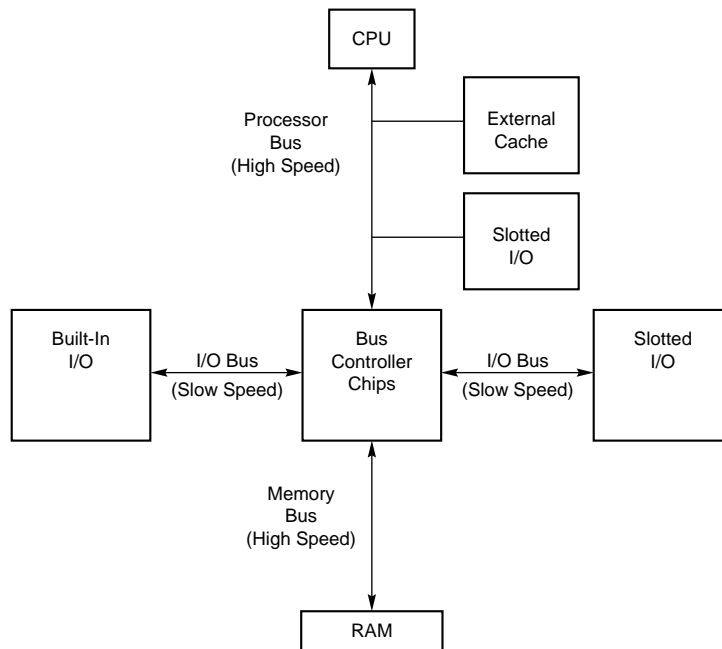 CPU
Processor
Bus
(High Speed)
External
Cache
Slotted
I/O
Built-In
I/O
I/O Bus
(Slow Speed)
Bus
Controller
Chips
I/O Bus
(Slow Speed)
Slotted
I/O
Memory
Bus
(High Speed)
RAM